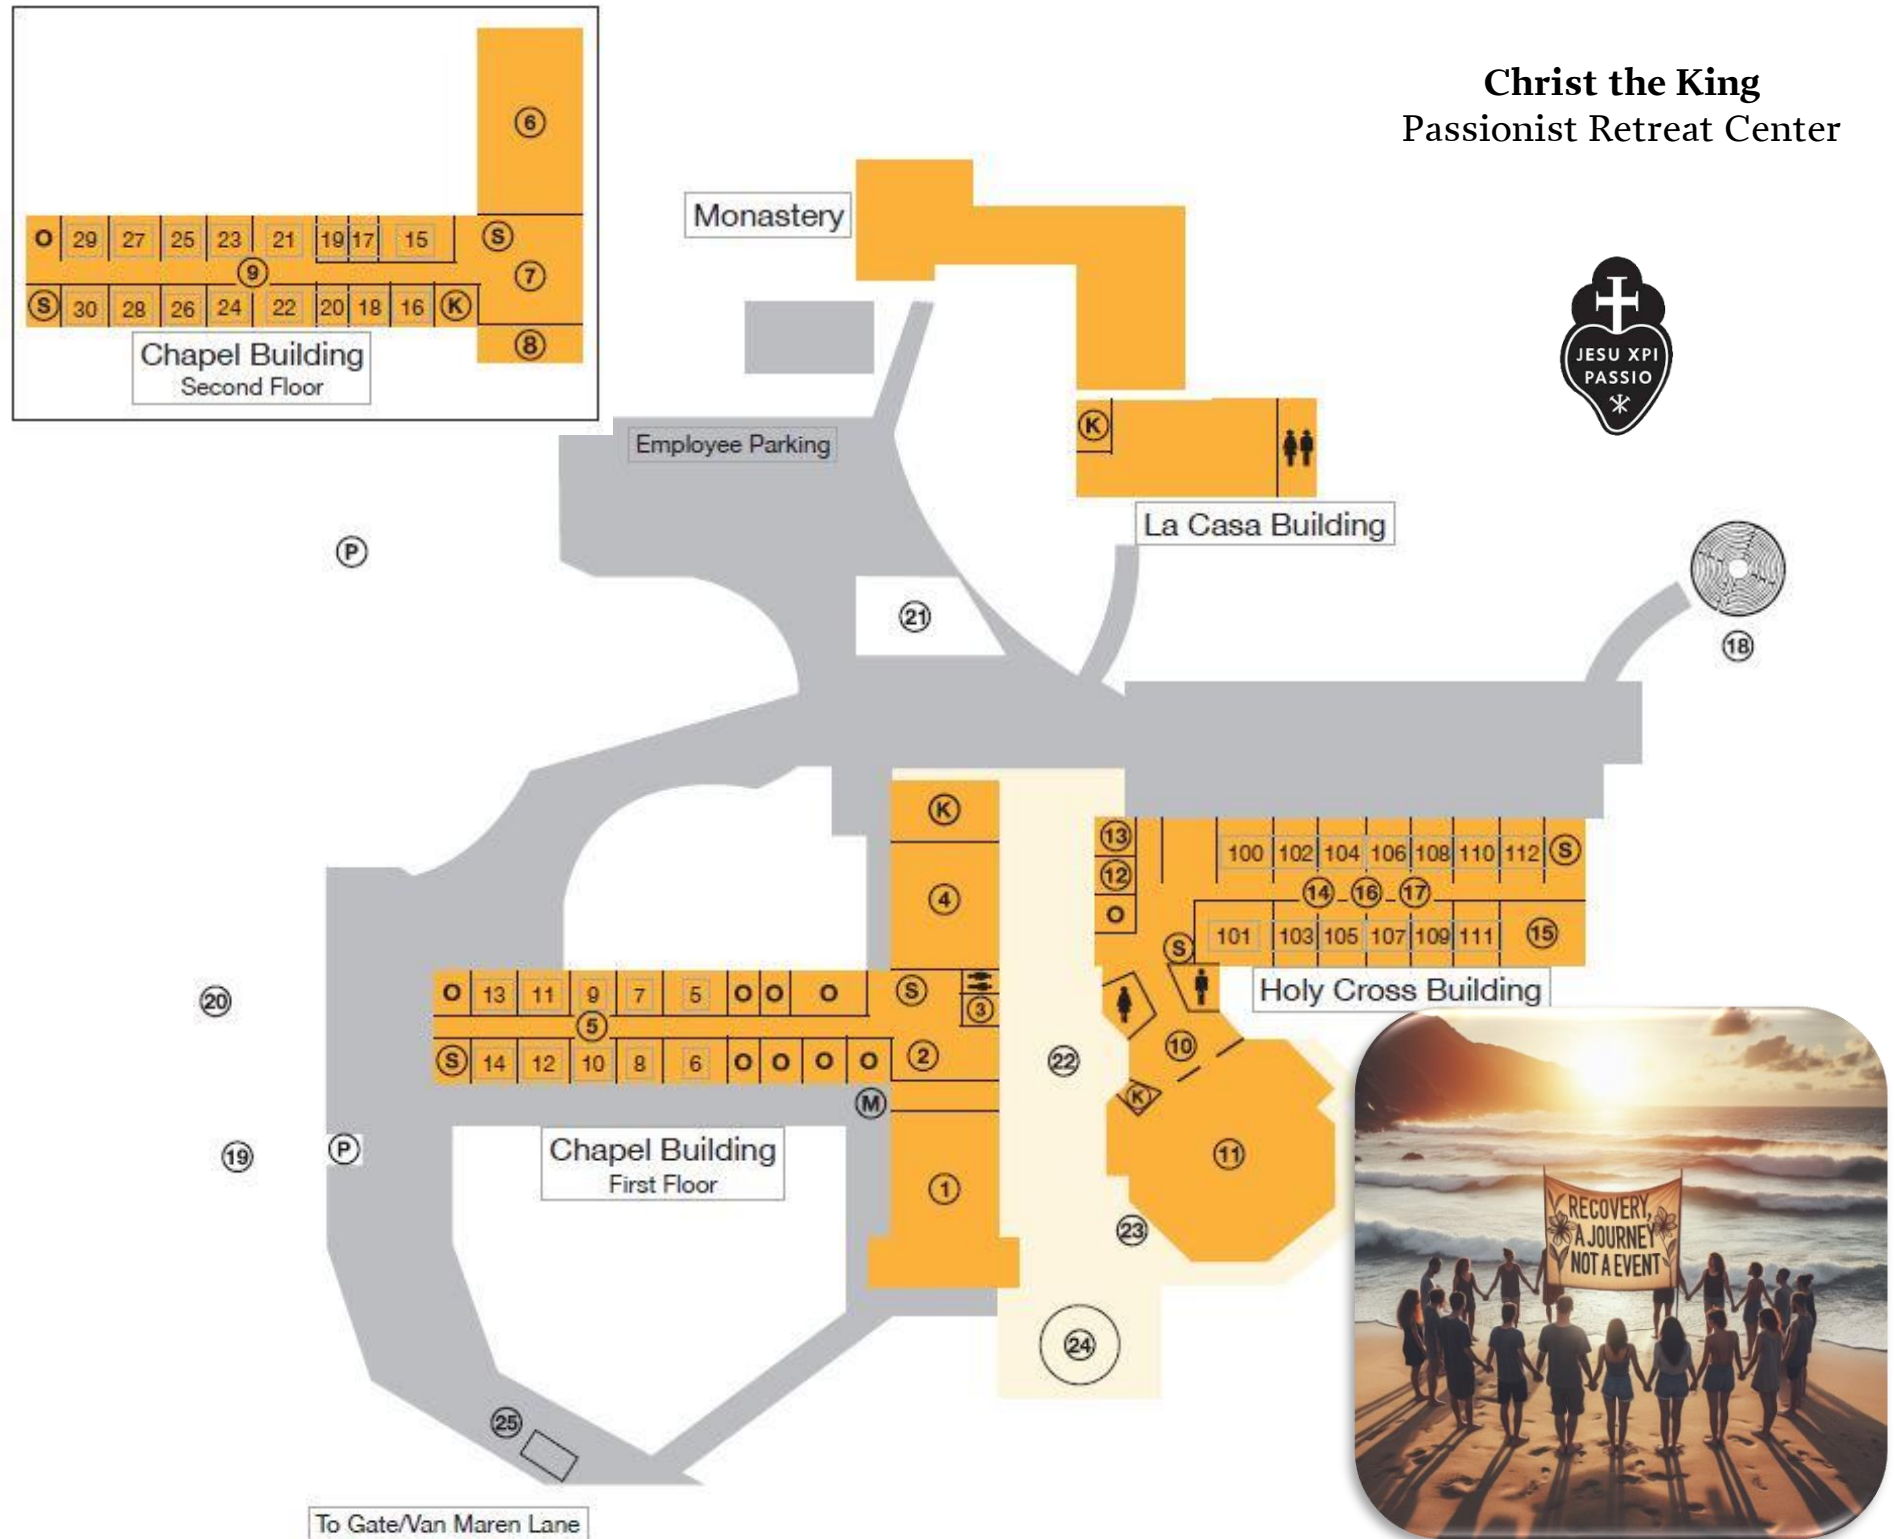 Christ the King
Passionist Retreat Center
6
O 29 27 25 23 21 19 17 15 S
9
7
S 30 28 26 24 22 20 18 16 K
8
Chapel Building
Second Floor
Monastery
JESU XPI
PASSIO
Employee Parking
K
La Casa Building
P
21
18
K
13
100 102 104 106 108 110 112 S
12
4
14 16 17
O
101 103 105 107 109 111 15
S
Holy Cross Building
20
O 13 11 9 7 5 O O O S
3
5
S 14 12 10 8 6 O O O O 2
22
10
K
M
19
P
Chapel Building
First Floor
1
11
23
24
RECOVERY,
A JOURNEY
NOT A EVENT
25
To Gate/Van Maren Lane